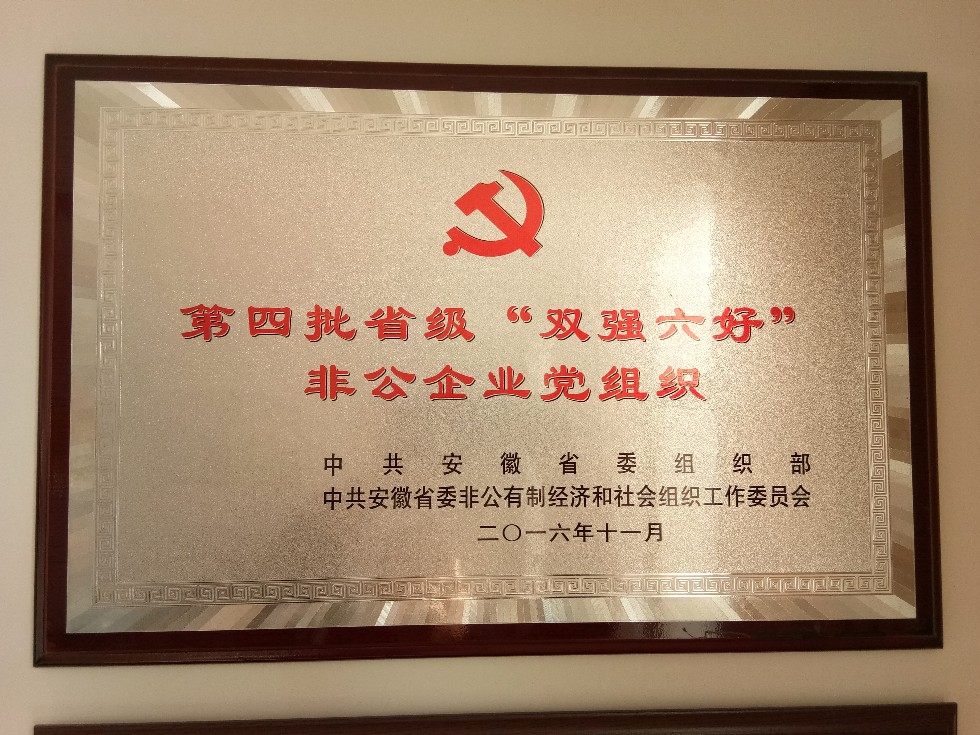 第四批省级“双强六好”
非公企业党组织
中共安徽省委组织部
中共安徽省委非公有制经济和社会组织工作委员会
二〇一六年十一月